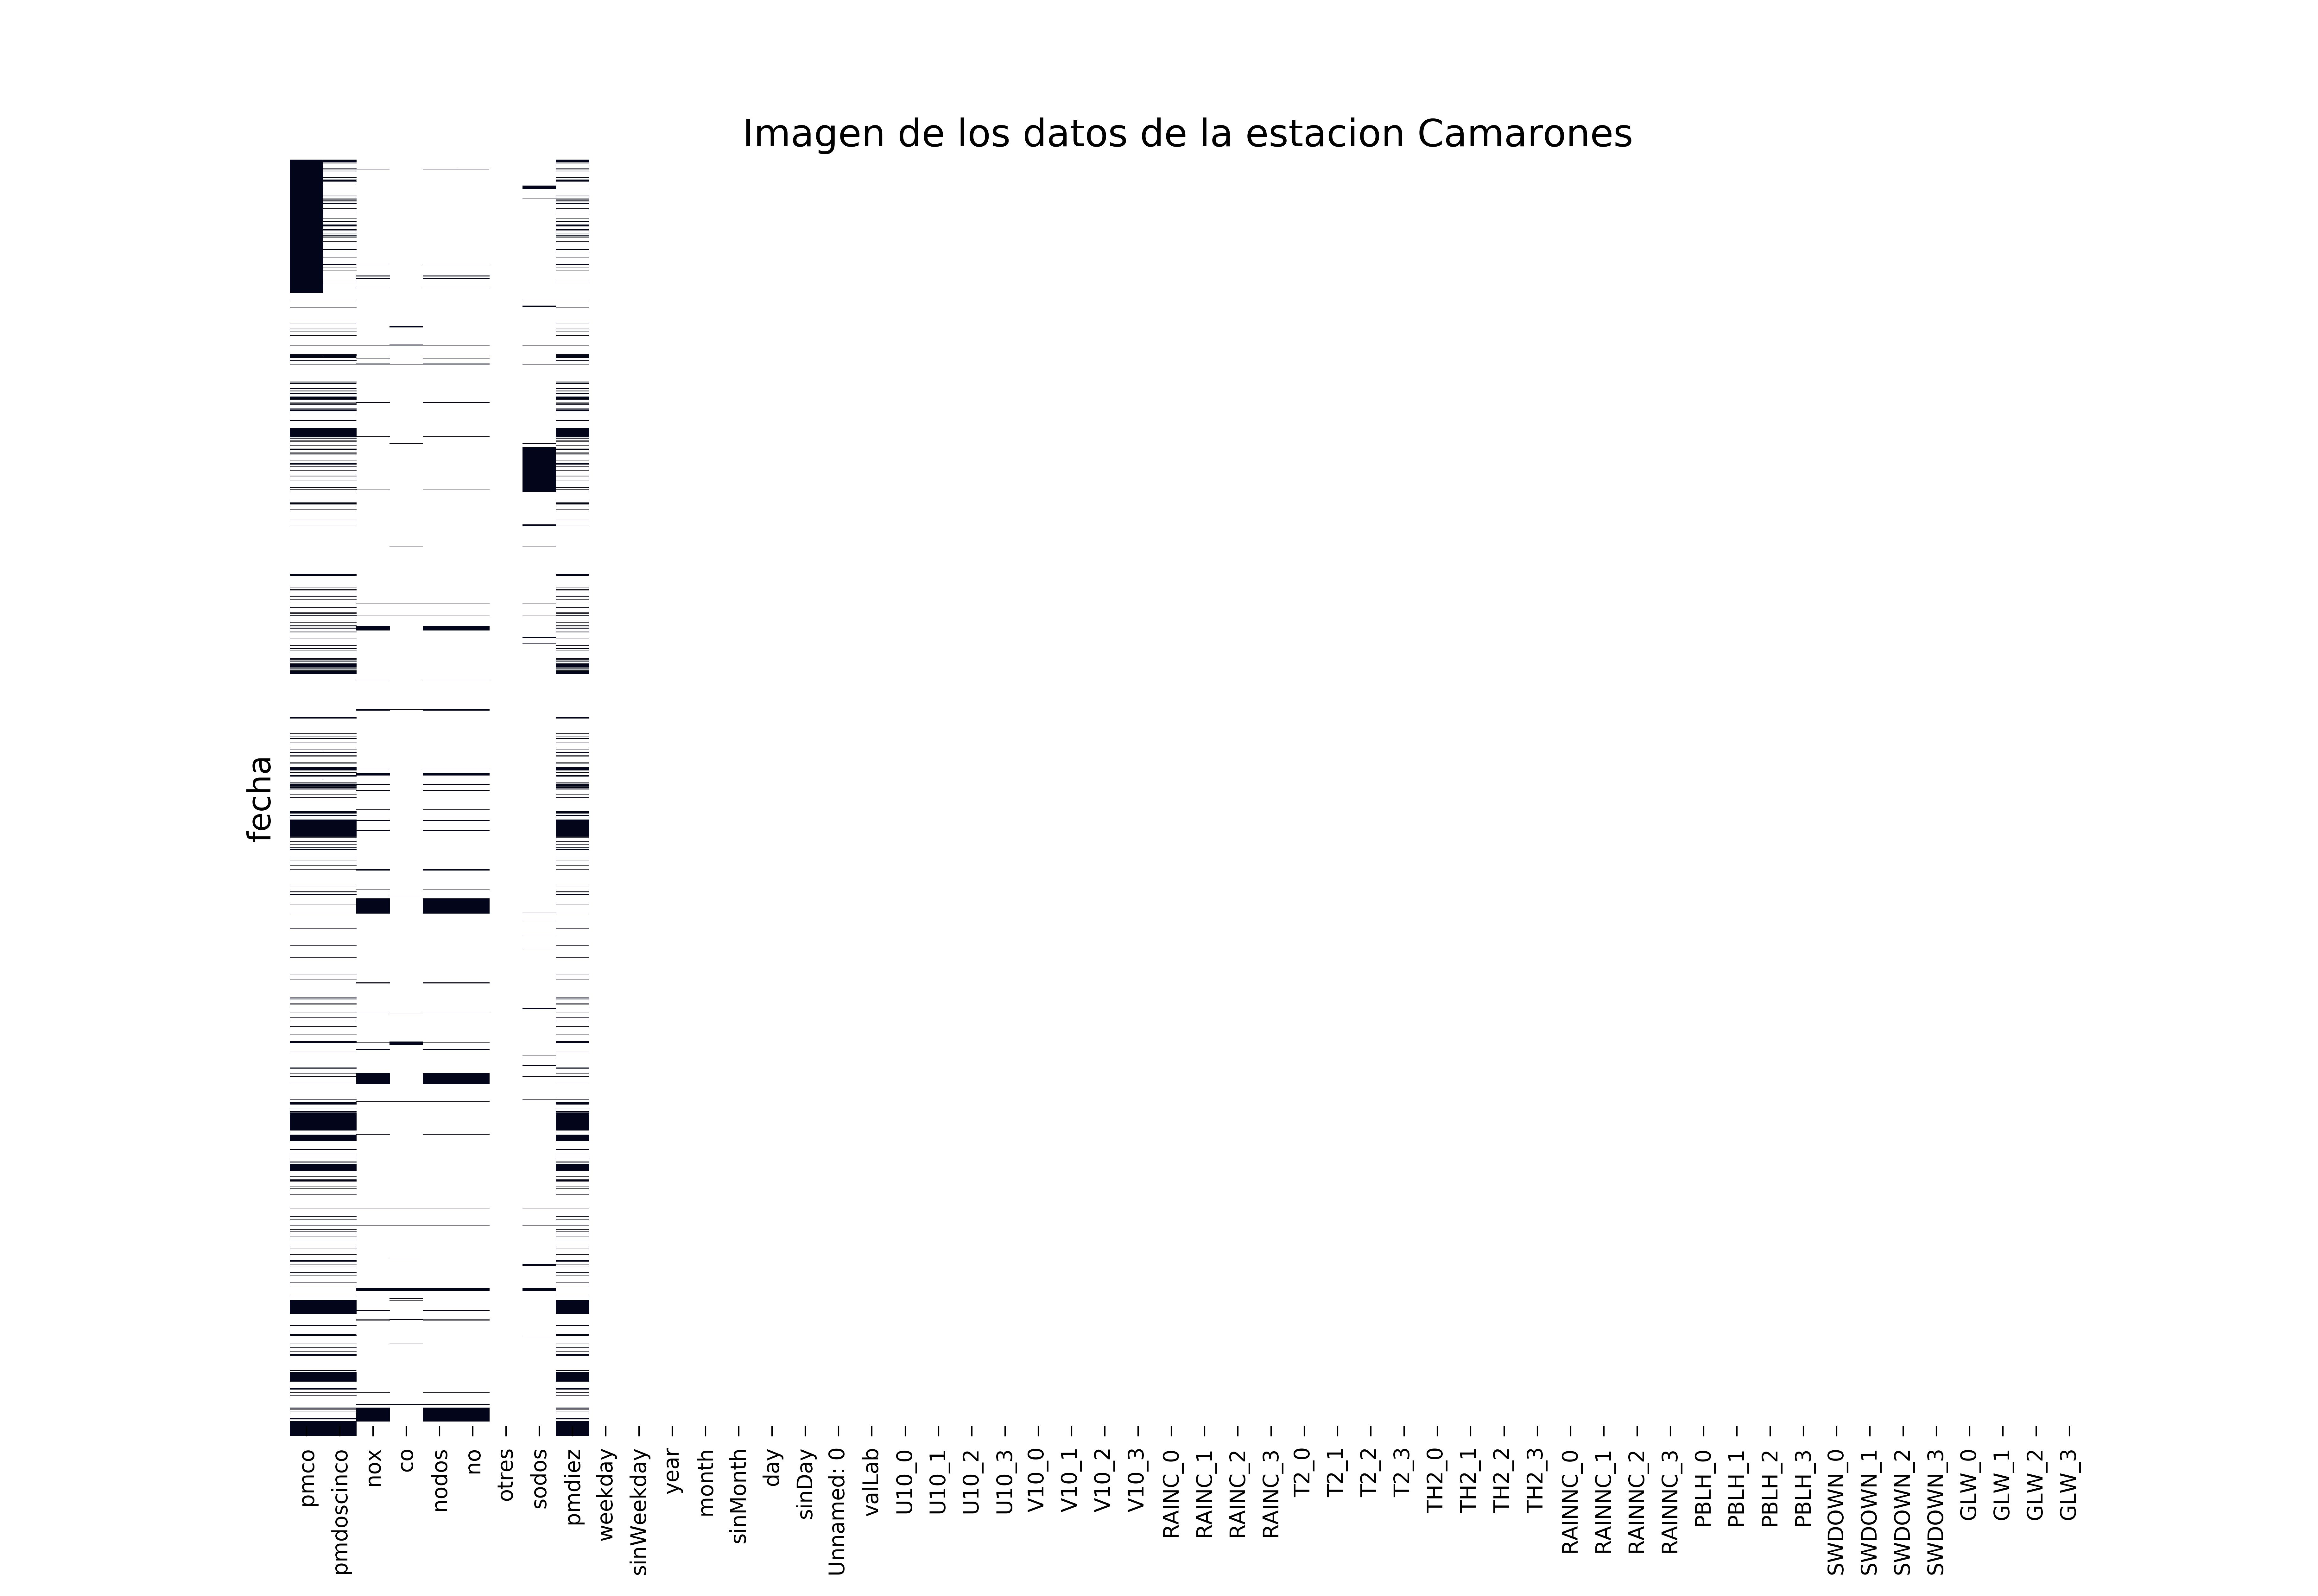 Imagen de los datos de la estacion Camarones
fecha
pmco
pmdoscinco
nox
co
nodos
no
otres
sodos
pmdiez
weekday
sinWeekday
year
month
sinMonth
day
sinDay
Unnamed: 0
valLab
U10_0
U10_1
U10_2
U10_3
V10_0
V10_1
V10_2
V10_3
RAINC_0
RAINC_1
RAINC_2
RAINC_3
T2_0
T2_1
T2_2
T2_3
TH2_0
TH2_1
TH2_2
TH2_3
RAINNC_0
RAINNC_1
RAINNC_2
RAINNC_3
PBLH_0
PBLH_1
PBLH_2
PBLH_3
SWDOWN_0
SWDOWN_1
SWDOWN_2
SWDOWN_3
GLW_0
GLW_1
GLW_2
GLW_3